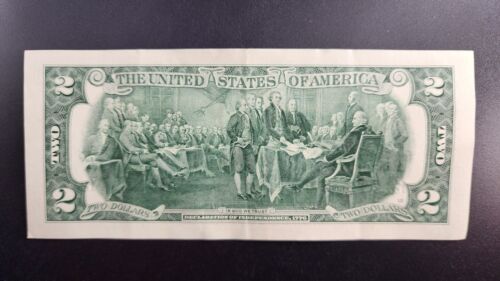 2 THE UNITED STATES OF AMERICA 2
TWO TWO
2 TWO DOLLARS IN GOD WE TRUST TWO DOLLARS 2
DECLARATION OF INDEPENDENCE, 1776